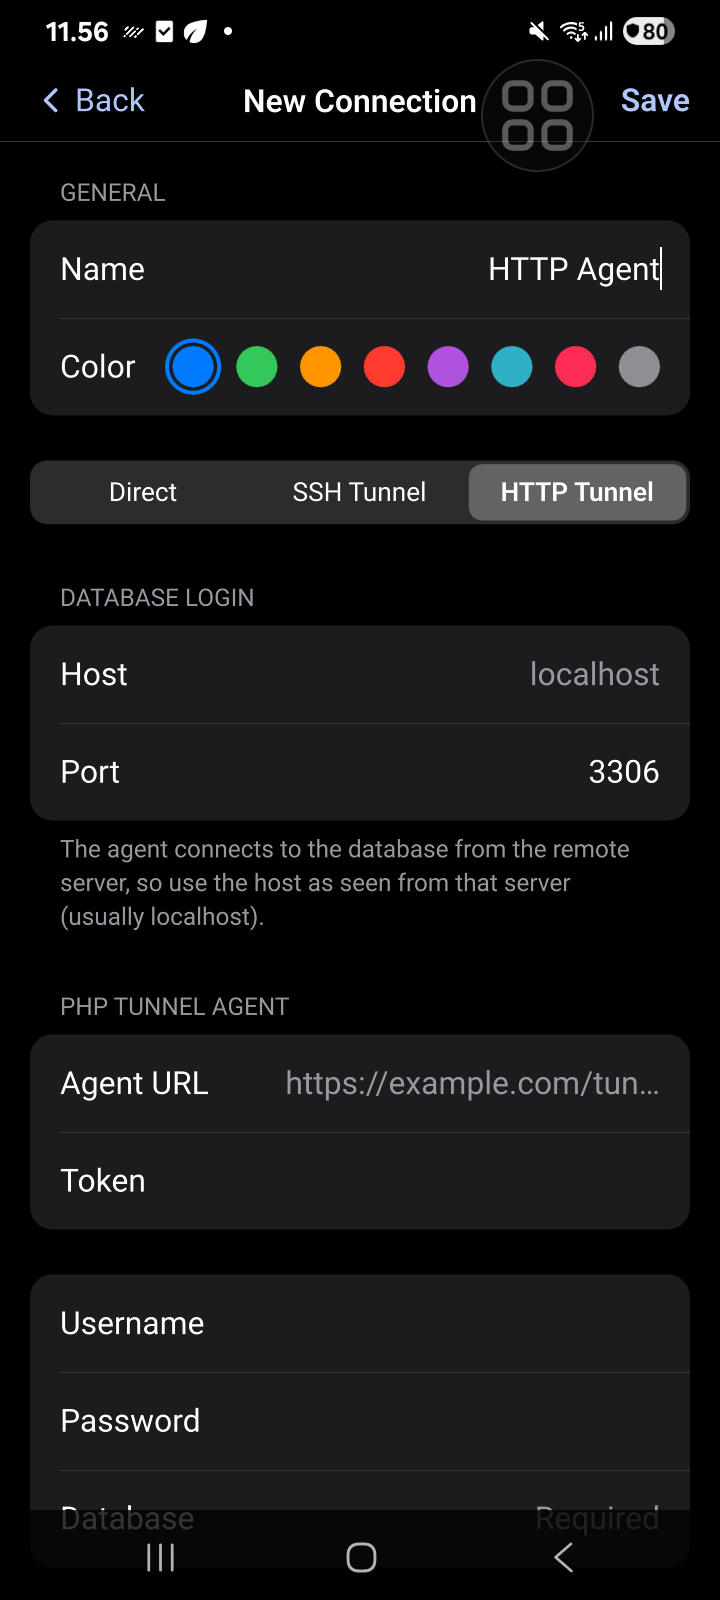 11.56
5
80
Back
New Connection
Save
GENERAL
Name
HTTP Agent
Color
Direct
SSH Tunnel
HTTP Tunnel
DATABASE LOGIN
Host
localhost
Port
3306
The agent connects to the database from the remote
server, so use the host as seen from that server
(usually localhost).
PHP TUNNEL AGENT
Agent URL
https://example.com/tun...
Token
Username
Password
Database
Required